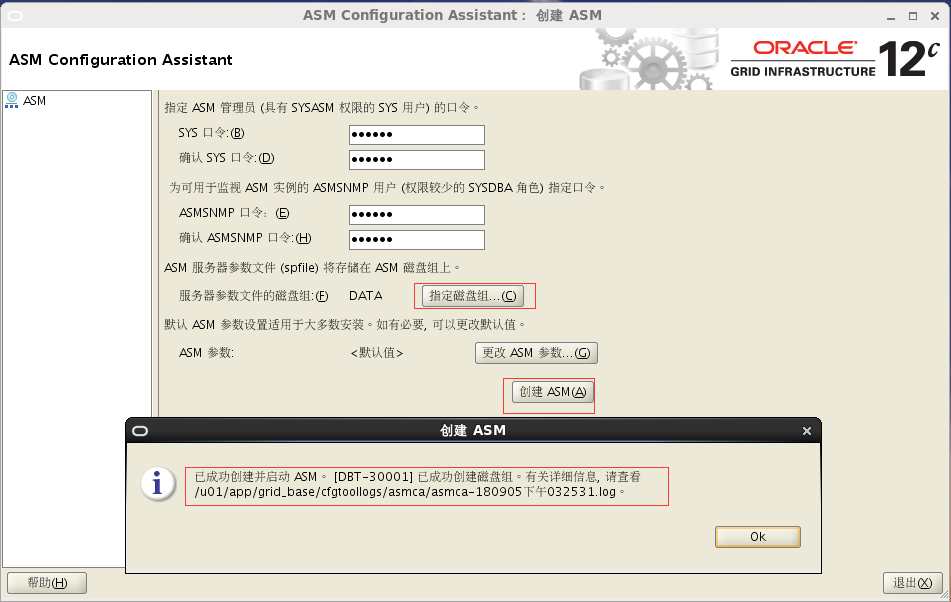 ASM Configuration Assistant： 创建 ASM
ASM Configuration Assistant
ORACLE
GRID INFRASTRUCTURE
12c
ASM
指定 ASM 管理员 (具有 SYSASM 权限的 SYS 用户) 的口令。
SYS 口令:(B) ●●●●●●
确认 SYS 口令:(D) ●●●●●●
为可用于监视 ASM 实例的 ASMSNMP 用户 (权限较少的 SYSDBA 角色) 指定口令。
ASMSNMP 口令：(E) ●●●●●●
确认 ASMSNMP 口令:(H) ●●●●●●
ASM 服务器参数文件 (spfile) 将存储在 ASM 磁盘组上。
服务器参数文件的磁盘组:(F) DATA 指定磁盘组...(C)
默认 ASM 参数设置适用于大多数安装。如有必要, 可以更改默认值。
ASM 参数: <默认值> 更改 ASM 参数...(G)
创建 ASM(A)
创建 ASM
已成功创建并启动 ASM。 [DBT-30001] 已成功创建磁盘组。有关详细信息, 请查看
/u01/app/grid_base/cfgtoollogs/asmca/asmca-180905下午032531.log。
Ok
帮助(H) 退出(X)